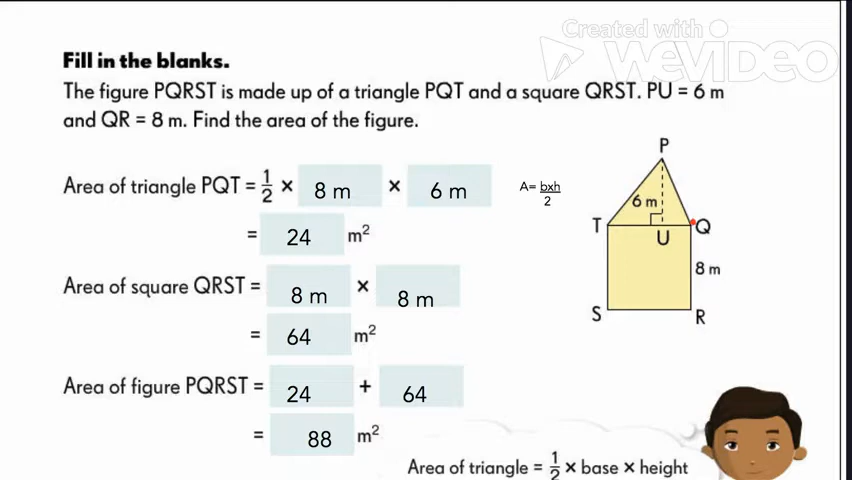 Created with
WeVideo
Fill in the blanks.
The figure PQRST is made up of a triangle PQT and a square QRST. PU = 6 m
and QR = 8 m. Find the area of the figure.
Area of triangle PQT = 1/2 × 8 m × 6 m
= 24 m²
Area of square QRST = 8 m × 8 m
= 64 m²
Area of figure PQRST = 24 + 64
= 88 m²
A= bxh/2
P
6 m
T U Q
8 m
S R
Area of triangle = 1/2 × base × height